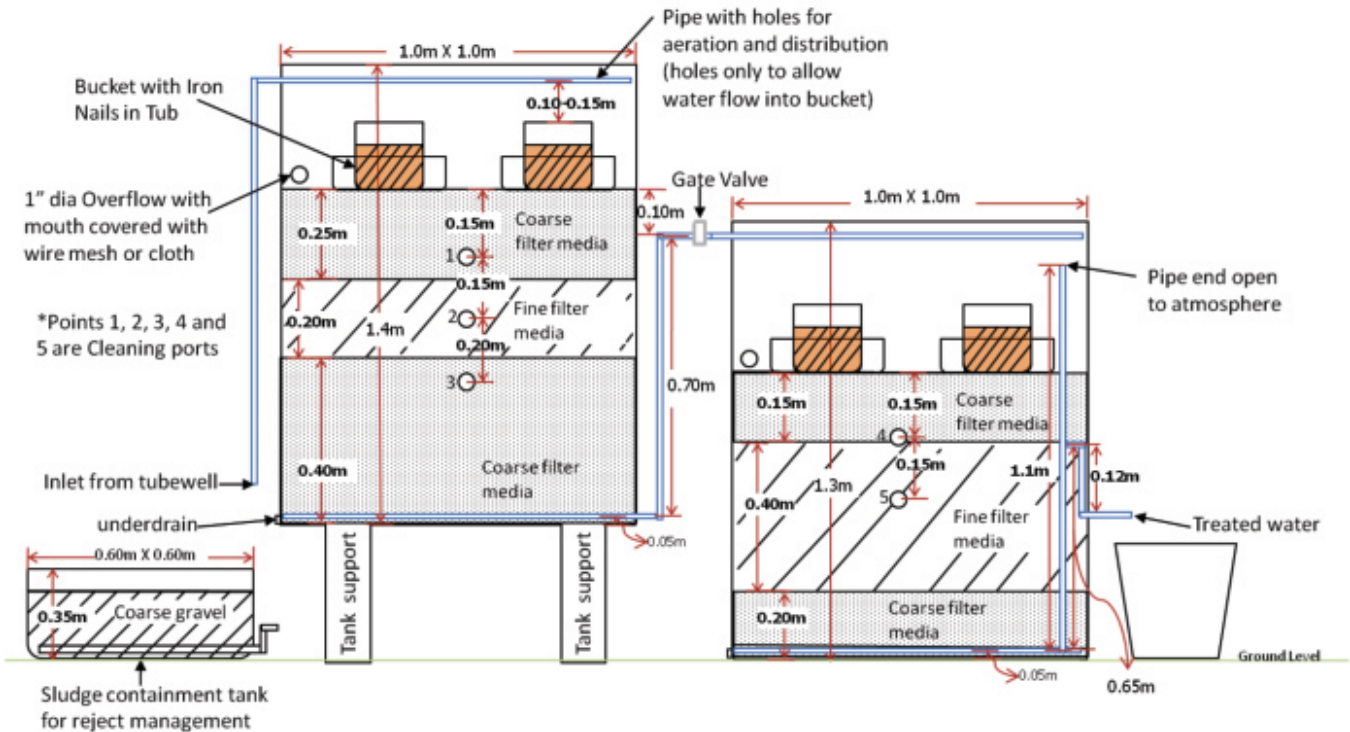 Pipe with holes for
aeration and distribution
(holes only to allow
water flow into bucket)
1.0m X 1.0m
Bucket with Iron
Nails in Tub
0.10-0.15m
1” dia Overflow with
mouth covered with
wire mesh or cloth
Gate Valve
1.0m X 1.0m
0.10m
0.25m
0.15m
Coarse
filter media
1
0.15m
Pipe end open
to atmosphere
*Points 1, 2, 3, 4 and
5 are Cleaning ports
0.20m
1.4m
2
Fine filter
media
0.20m
3
0.70m
0.15m
0.15m
Coarse
filter media
4
0.40m
Coarse filter
media
Inlet from tubewell
underdrain
0.05m
1.1m
0.12m
0.15m
1.3m
5
0.40m
Fine filter
media
Treated water
0.60m X 0.60m
0.35m
Coarse gravel
Tank support
Tank support
0.20m
Coarse filter
media
0.05m
0.65m
Ground Level
Sludge containment tank
for reject management